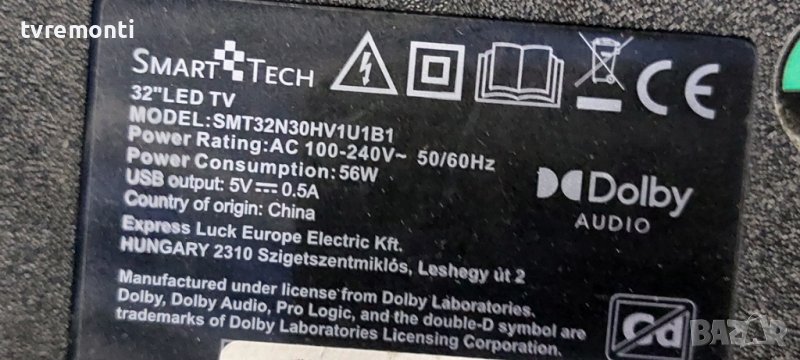 tvremonti
SMART TECH
32"LED TV
MODEL:SMT32N30HV1U1B1
Power Rating:AC 100-240V~ 50/60Hz
Power Consumption:56W
USB output: 5V⎓0.5A
Country of origin: China
Express Luck Europe Electric Kft.
HUNGARY 2310 Szigetszentmiklós, Leshegy út 2
CE
Dolby
AUDIO
Manufactured under license from Dolby Laboratories.
Dolby, Dolby Audio, Pro Logic, and the double-D symbol are
trademarks of Dolby Laboratories Licensing Corporation.
Cd
BAZAR
bg